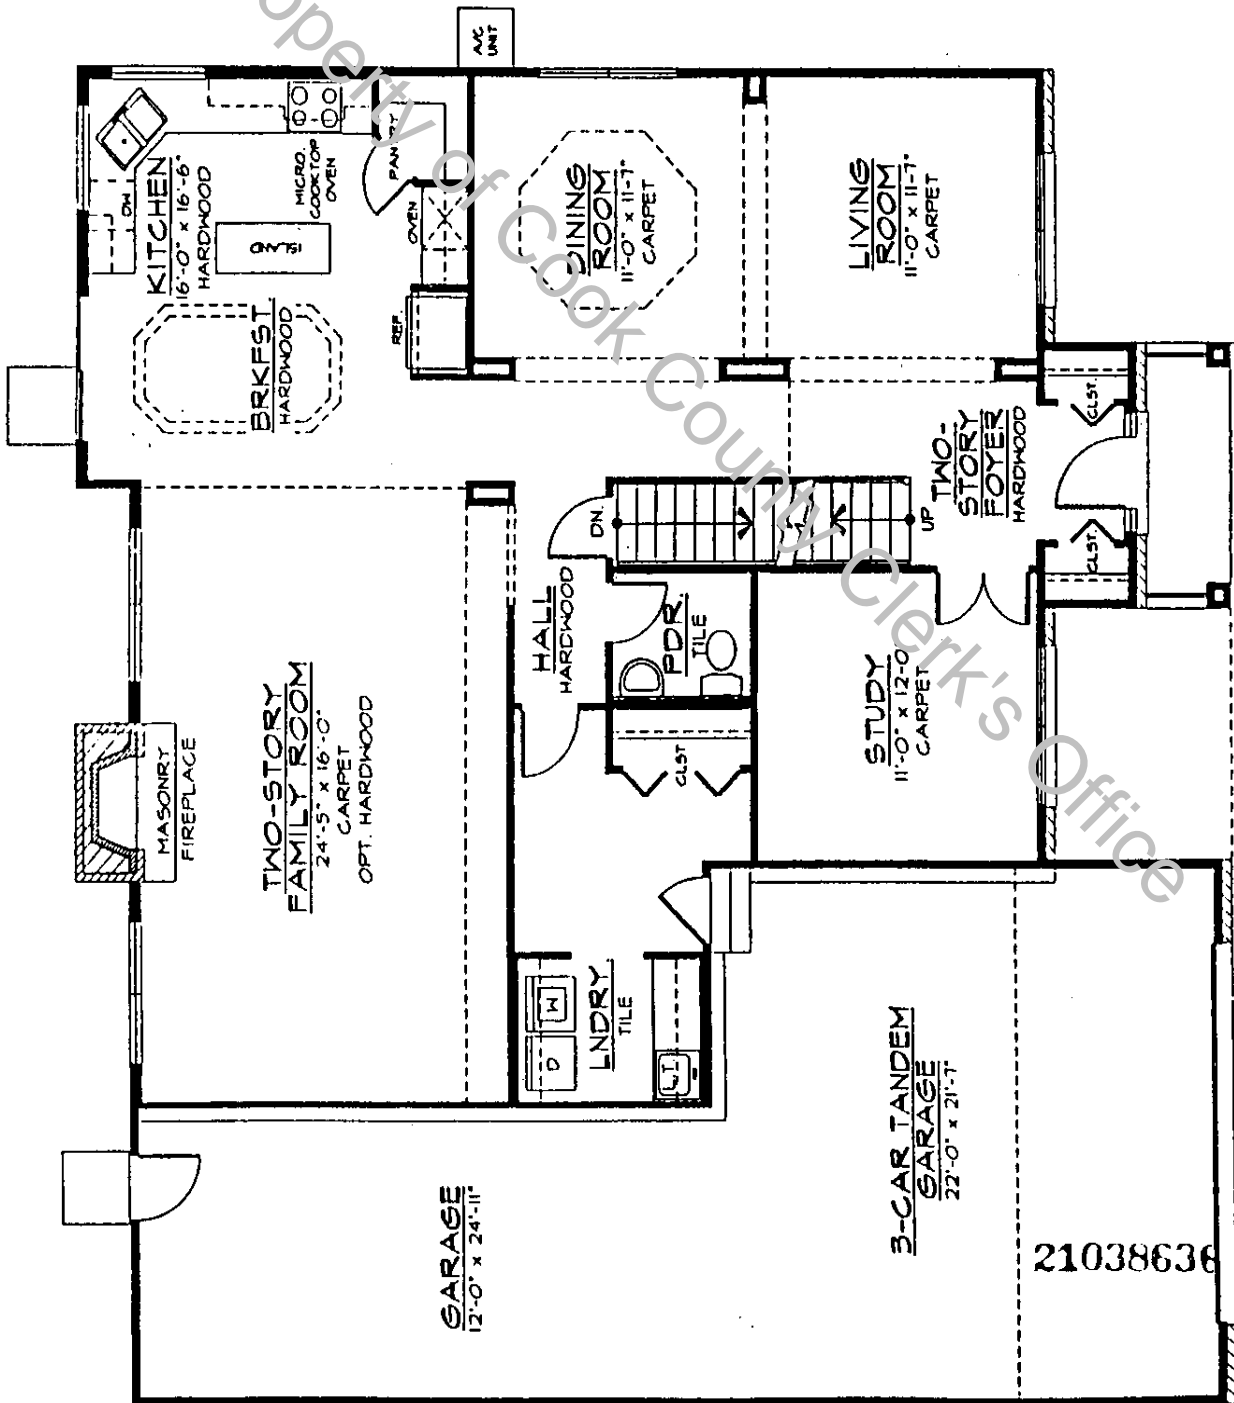 Property of Cook County Clerk's Office
A/C
UNIT
KITCHEN
16'-0" x 16'-6"
HARDWOOD
DW
ISLAND
MICRO.
COOKTOP
OVEN
PANTRY
OVEN
REF.
BRKFST.
HARDWOOD
DINING
ROOM
11'-0" x 11'-7"
CARPET
LIVING
ROOM
11'-0" x 11'-7"
CARPET
TWO-
STORY
FOYER
HARDWOOD
CLST.
CLST.
DN.
UP
HALL
HARDWOOD
PDR.
TILE
STUDY
11'-0" x 12'-0
CARPET
CLST
TWO-STORY
FAMILY ROOM
24'-5" x 16'-0"
CARPET
OPT. HARDWOOD
MASONRY
FIREPLACE
LNDRY.
TILE
W
D
L.T.
GARAGE
12'-0" x 24'-11"
3-CAR TANDEM
GARAGE
22'-0" x 21'-7"
21038636